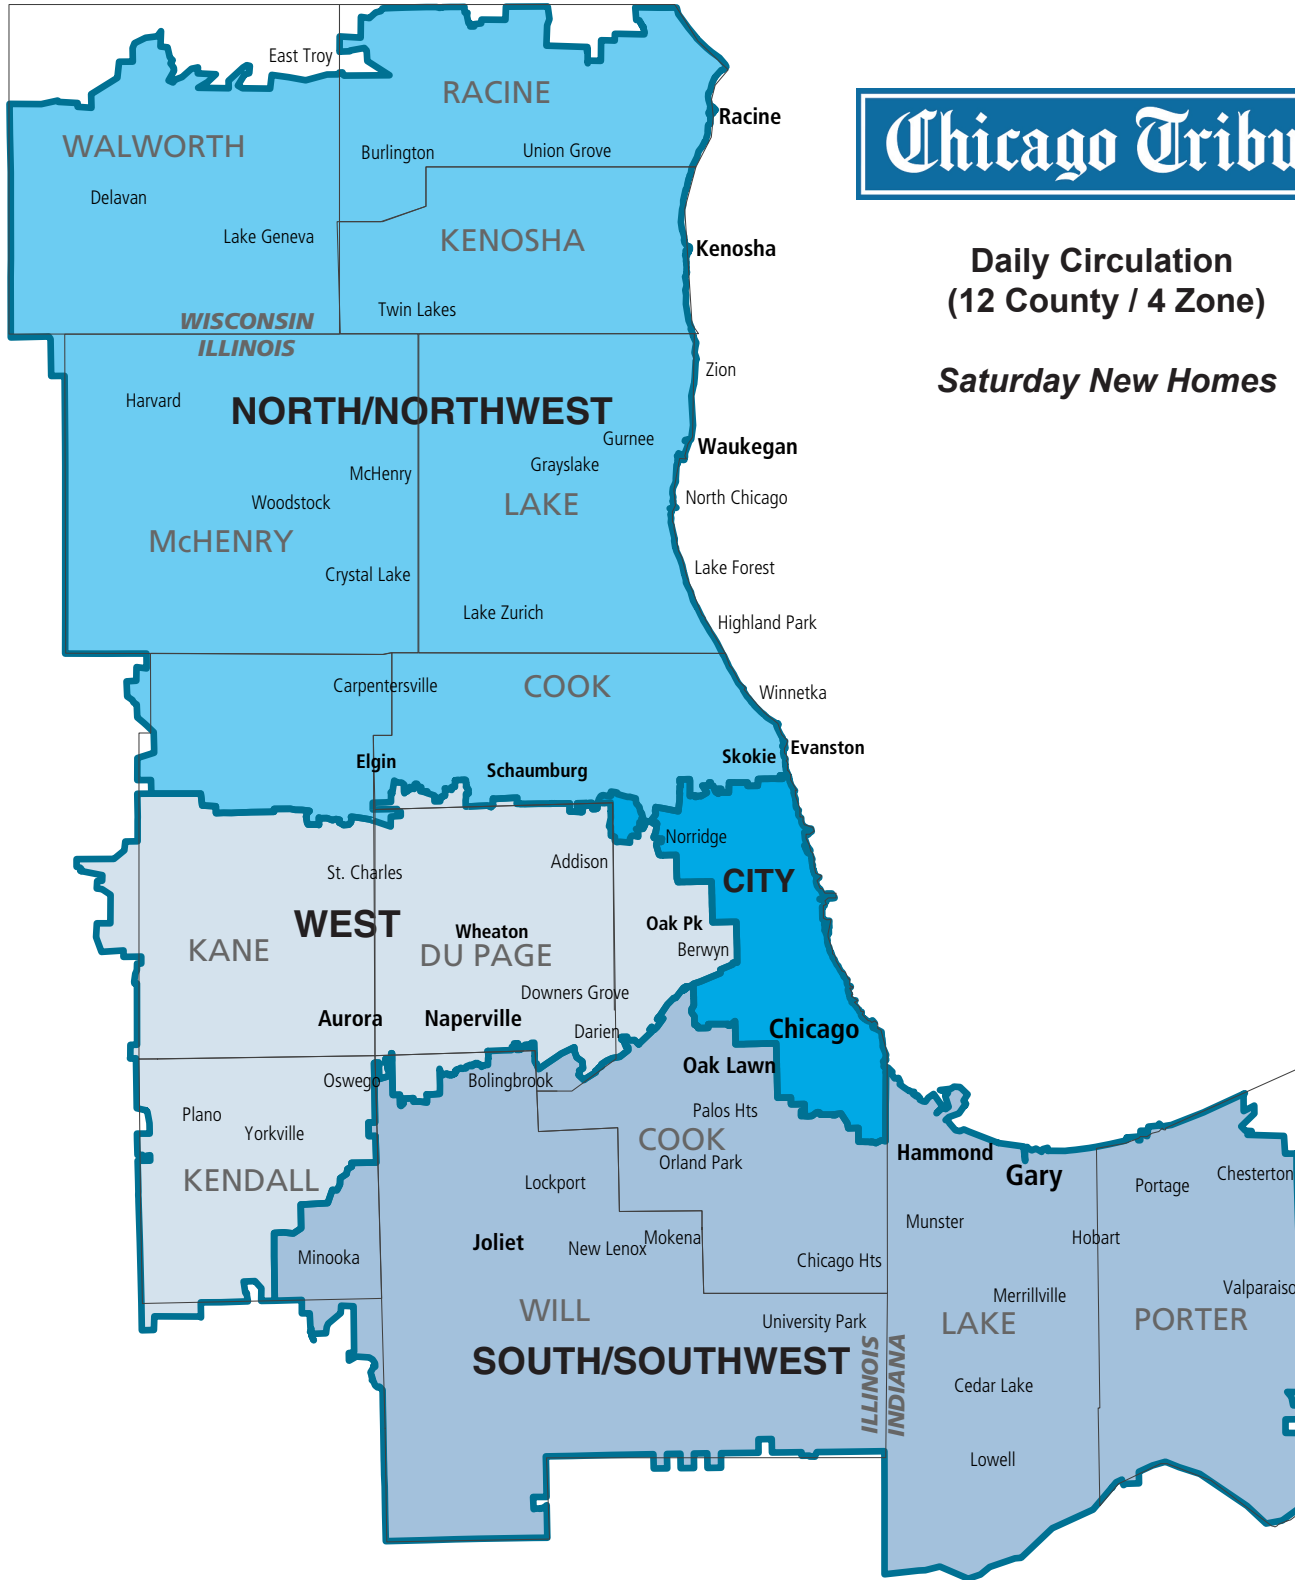 East Troy
RACINE
Racine
WALWORTH
Burlington
Union Grove
Delavan
Lake Geneva
KENOSHA
Kenosha
Twin Lakes
WISCONSIN
ILLINOIS
Chicago Tribu
Daily Circulation
(12 County / 4 Zone)
Saturday New Homes
Zion
Harvard
NORTH/NORTHWEST
Gurnee
Waukegan
Grayslake
McHenry
Woodstock
LAKE
North Chicago
McHENRY
Crystal Lake
Lake Forest
Lake Zurich
Highland Park
Carpentersville
COOK
Winnetka
Elgin
Schaumburg
Skokie
Evanston
Norridge
St. Charles
Addison
CITY
WEST
Wheaton
Oak Pk
KANE
DU PAGE
Berwyn
Downers Grove
Aurora
Naperville
Darien
Chicago
Oak Lawn
Oswego
Bolingbrook
Plano
Yorkville
Palos Hts
COOK
Orland Park
Hammond
Gary
KENDALL
Lockport
Portage
Chesterton
Munster
Minooka
Joliet
New Lenox
Mokena
Hobart
Chicago Hts
Merrillville
Valparaiso
WILL
University Park
LAKE
PORTER
SOUTH/SOUTHWEST
ILLINOIS
INDIANA
Cedar Lake
Lowell